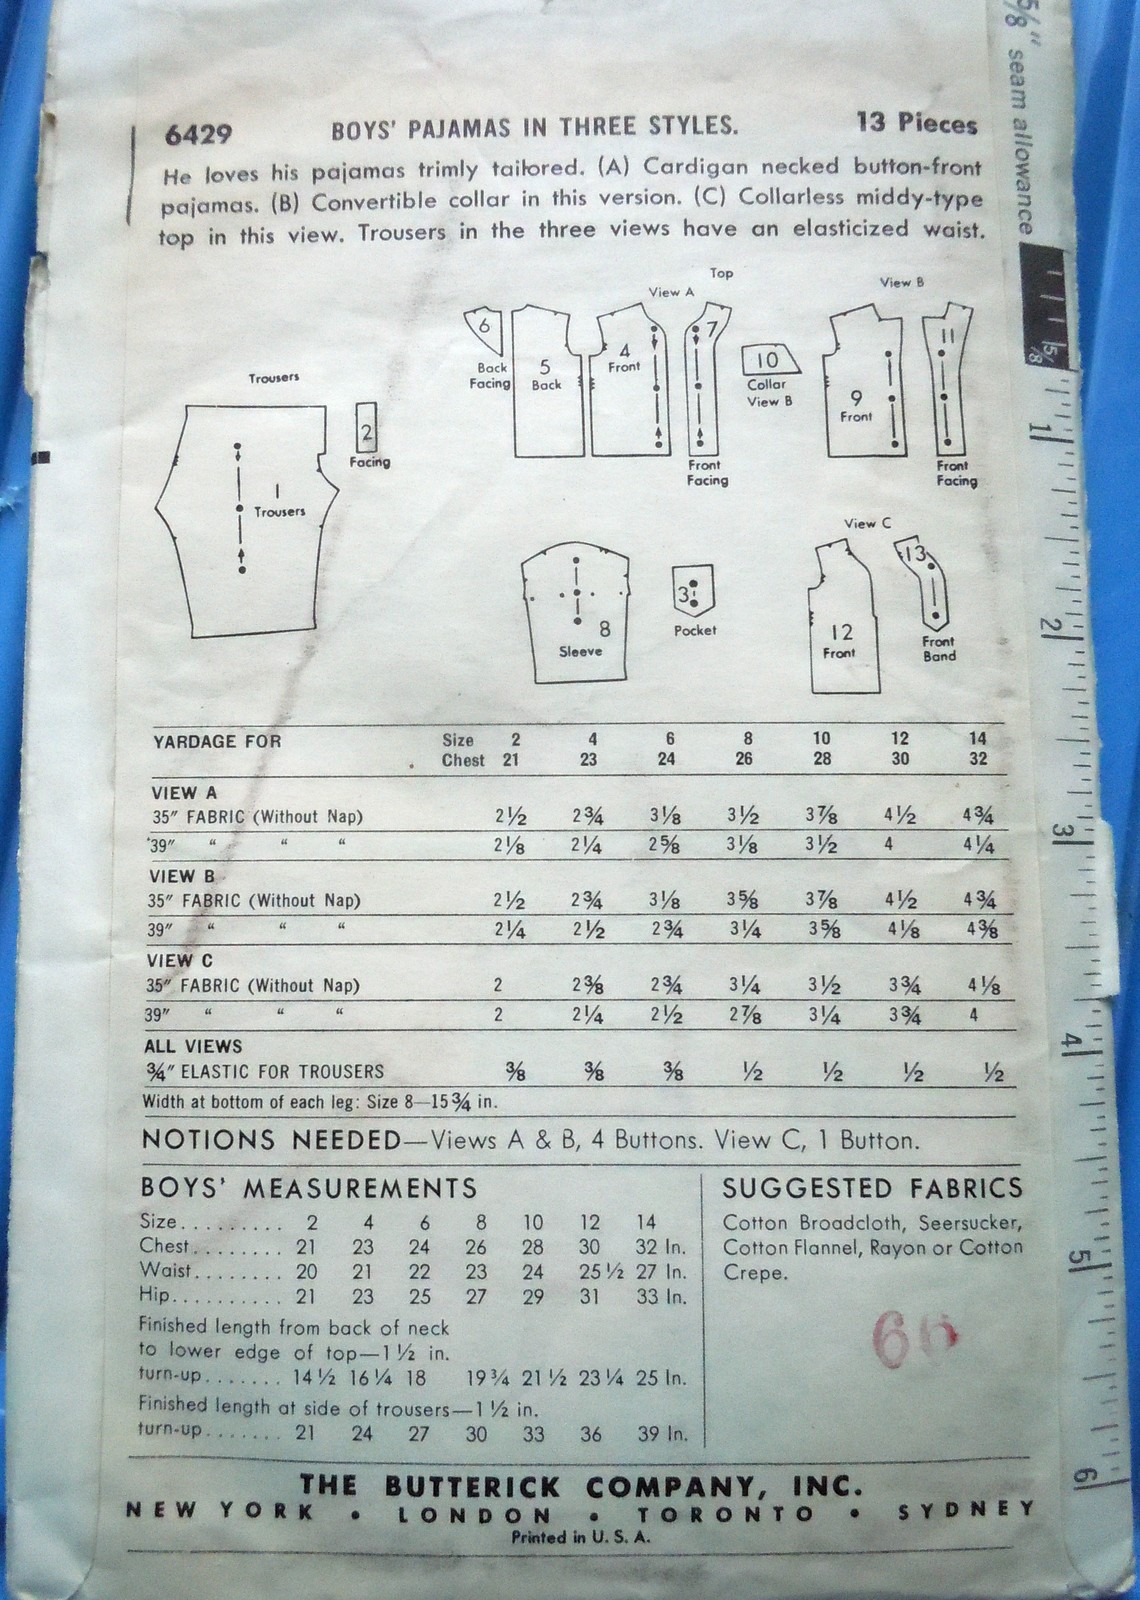 5/8" seam allowance
6429 BOYS' PAJAMAS IN THREE STYLES. 13 Pieces
He loves his pajamas trimly tailored. (A) Cardigan necked button-front
pajamas. (B) Convertible collar in this version. (C) Collarless middy-type
top in this view. Trousers in the three views have an elasticized waist.
Top
View A
View B
6
Back
Facing
5
Back
4
Front
7
Front
Facing
10
Collar
View B
9
Front
11
Front
Facing
Trousers
1
Trousers
2
Facing
8
Sleeve
3
Pocket
View C
12
Front
13
Front
Band
YARDAGE FOR Size 2 4 6 8 10 12 14
Chest 21 23 24 26 28 30 32
VIEW A
35" FABRIC (Without Nap) 2½ 2¾ 3⅛ 3½ 3⅞ 4½ 4¾
39" " " " 2⅛ 2¼ 2⅝ 3⅛ 3½ 4 4¼
VIEW B
35" FABRIC (Without Nap) 2½ 2¾ 3⅛ 3⅝ 3⅞ 4½ 4¾
39" " " " 2¼ 2½ 2¾ 3¼ 3⅝ 4⅛ 4⅜
VIEW C
35" FABRIC (Without Nap) 2 2⅜ 2¾ 3¼ 3½ 3¾ 4⅛
39" " " " 2 2¼ 2½ 2⅞ 3¼ 3¾ 4
ALL VIEWS
¾" ELASTIC FOR TROUSERS ⅜ ⅜ ⅜ ½ ½ ½ ½
Width at bottom of each leg: Size 8—15¾ in.
NOTIONS NEEDED—Views A & B, 4 Buttons. View C, 1 Button.
BOYS' MEASUREMENTS
Size......... 2 4 6 8 10 12 14
Chest........ 21 23 24 26 28 30 32 In.
Waist........ 20 21 22 23 24 25½ 27 In.
Hip.......... 21 23 25 27 29 31 33 In.
Finished length from back of neck
to lower edge of top—1½ in.
turn-up....... 14½ 16¼ 18 19¾ 21½ 23¼ 25 In.
Finished length at side of trousers—1½ in.
turn-up....... 21 24 27 30 33 36 39 In.
SUGGESTED FABRICS
Cotton Broadcloth, Seersucker,
Cotton Flannel, Rayon or Cotton
Crepe.
THE BUTTERICK COMPANY, INC.
NEW YORK • LONDON • TORONTO • SYDNEY
Printed in U. S. A.
5/8
1
2
3
4
5
6